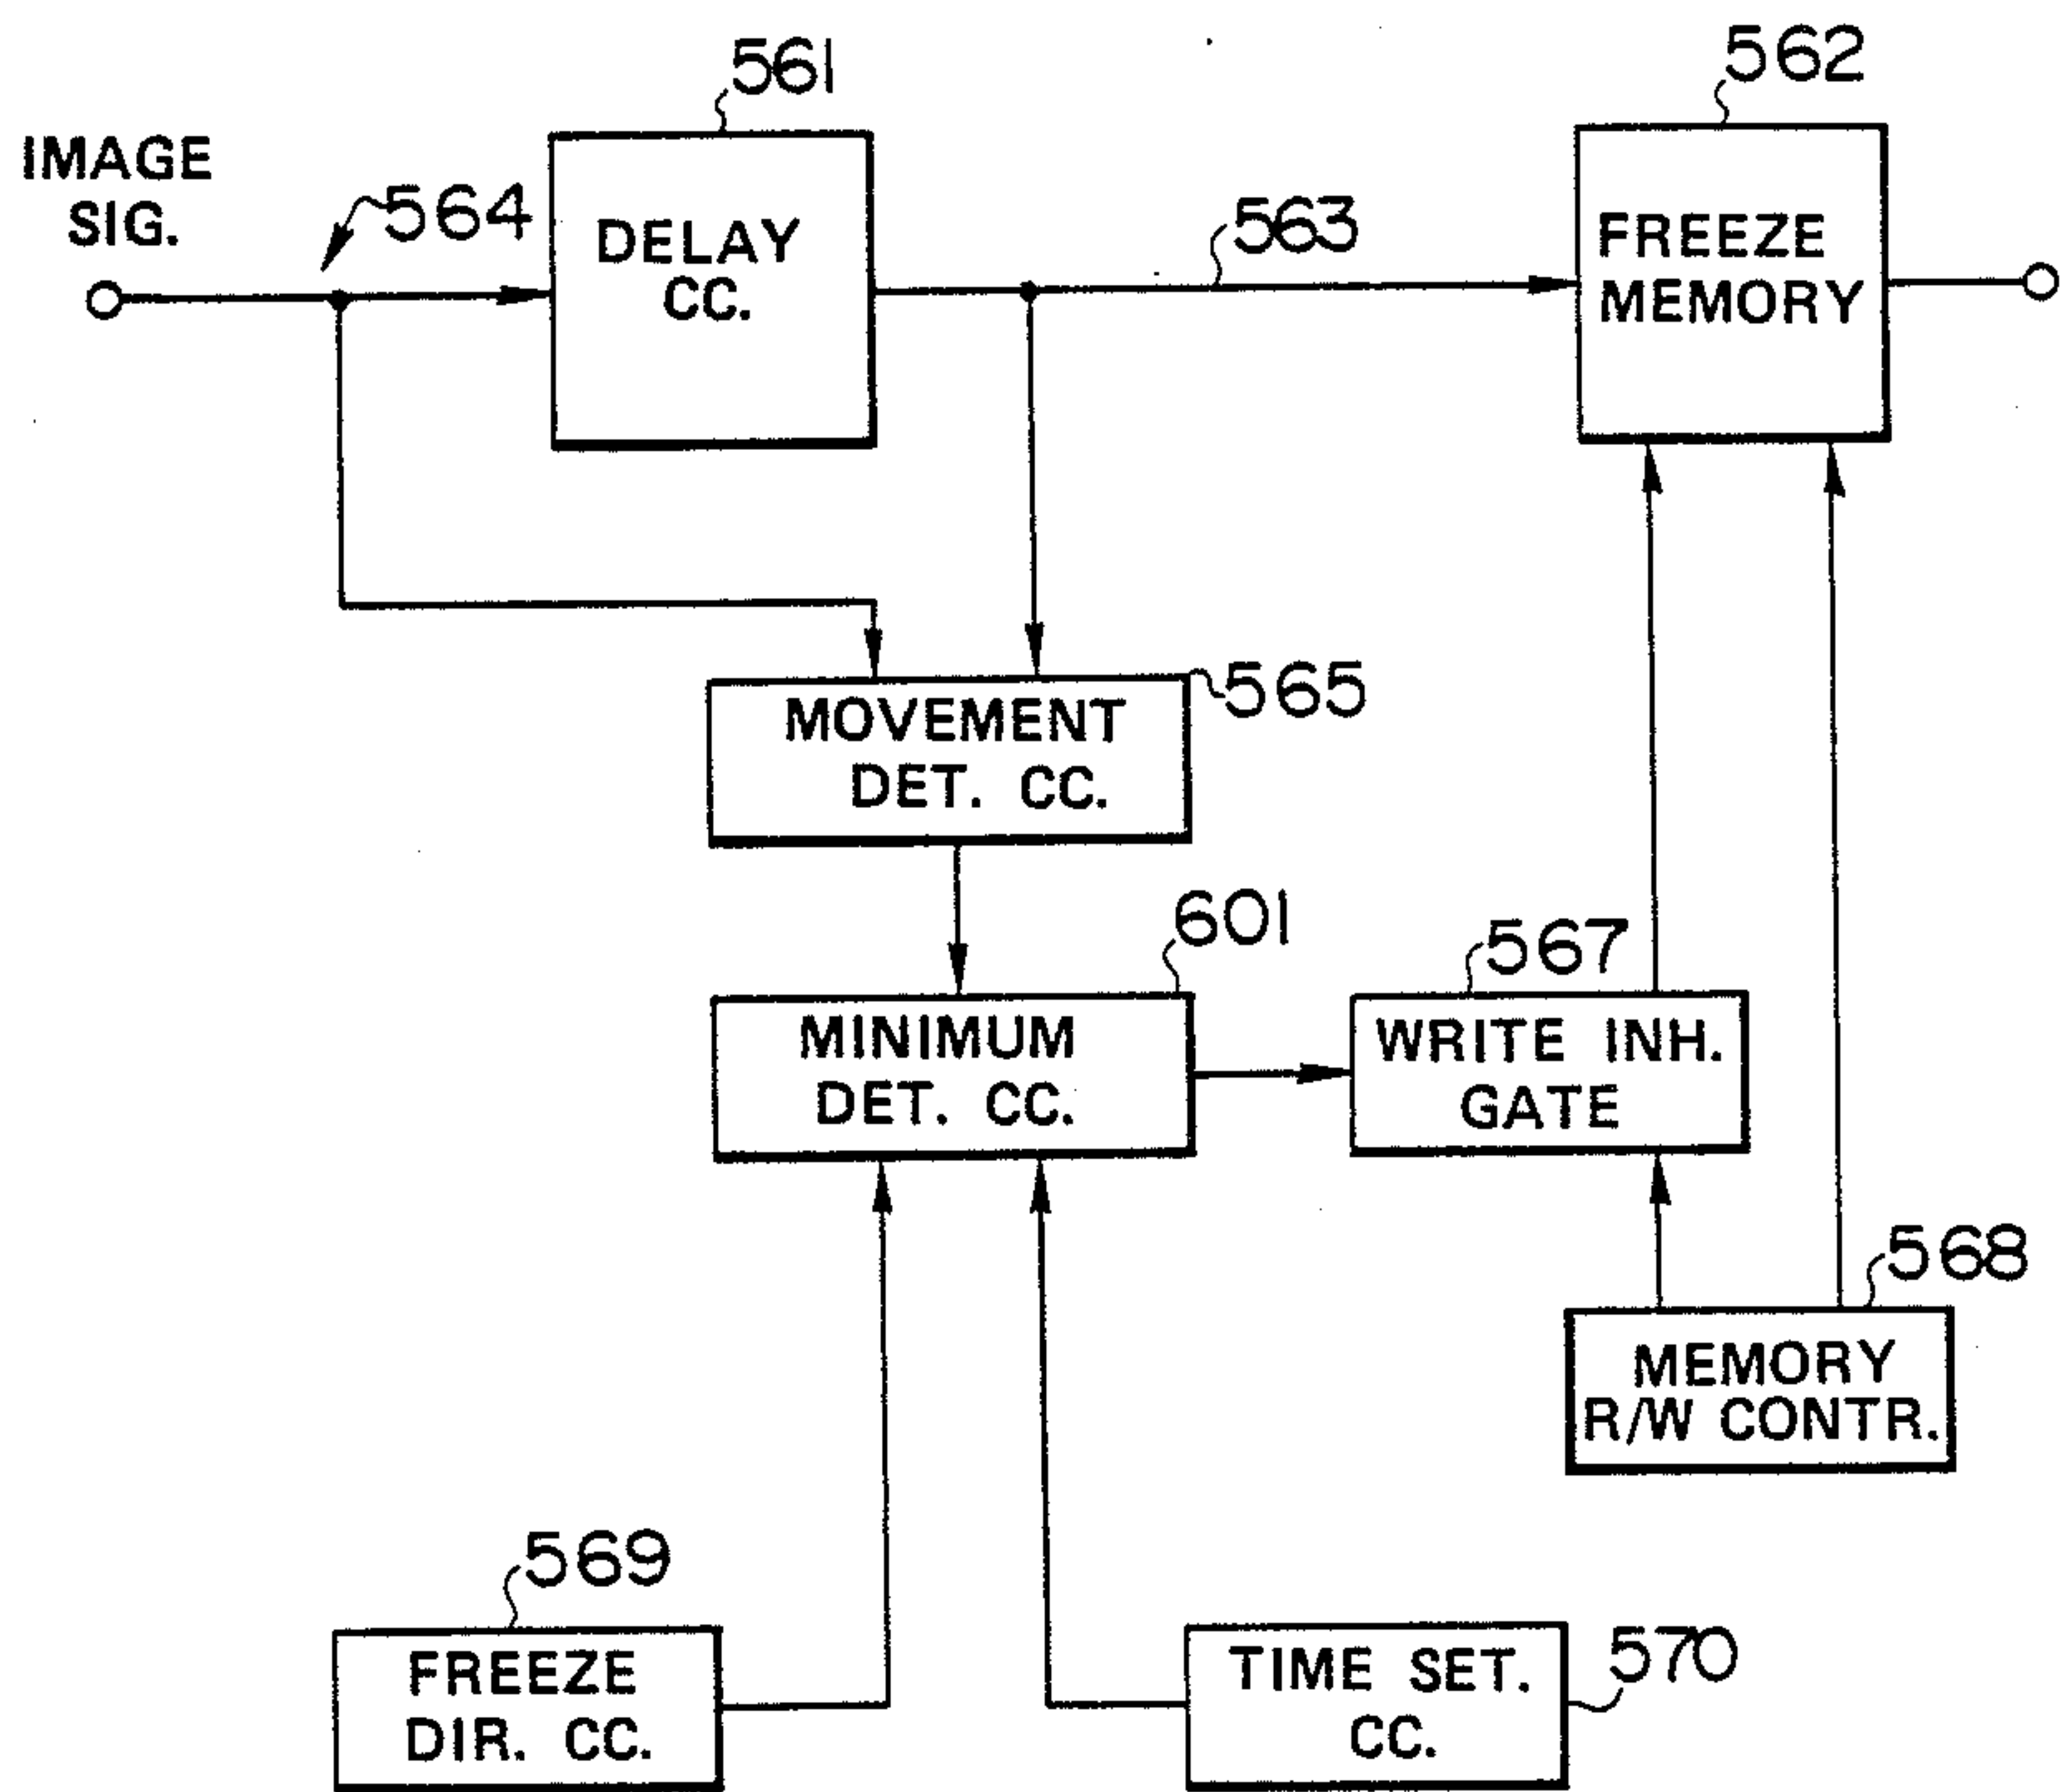 561
562
IMAGE
SIG.
564
DELAY
CC.
563
FREEZE
MEMORY
MOVEMENT
DET. CC.
565
601
567
MINIMUM
DET. CC.
WRITE INH.
GATE
568
MEMORY
R/W CONTR.
569
FREEZE
DIR. CC.
TIME SET.
CC.
570